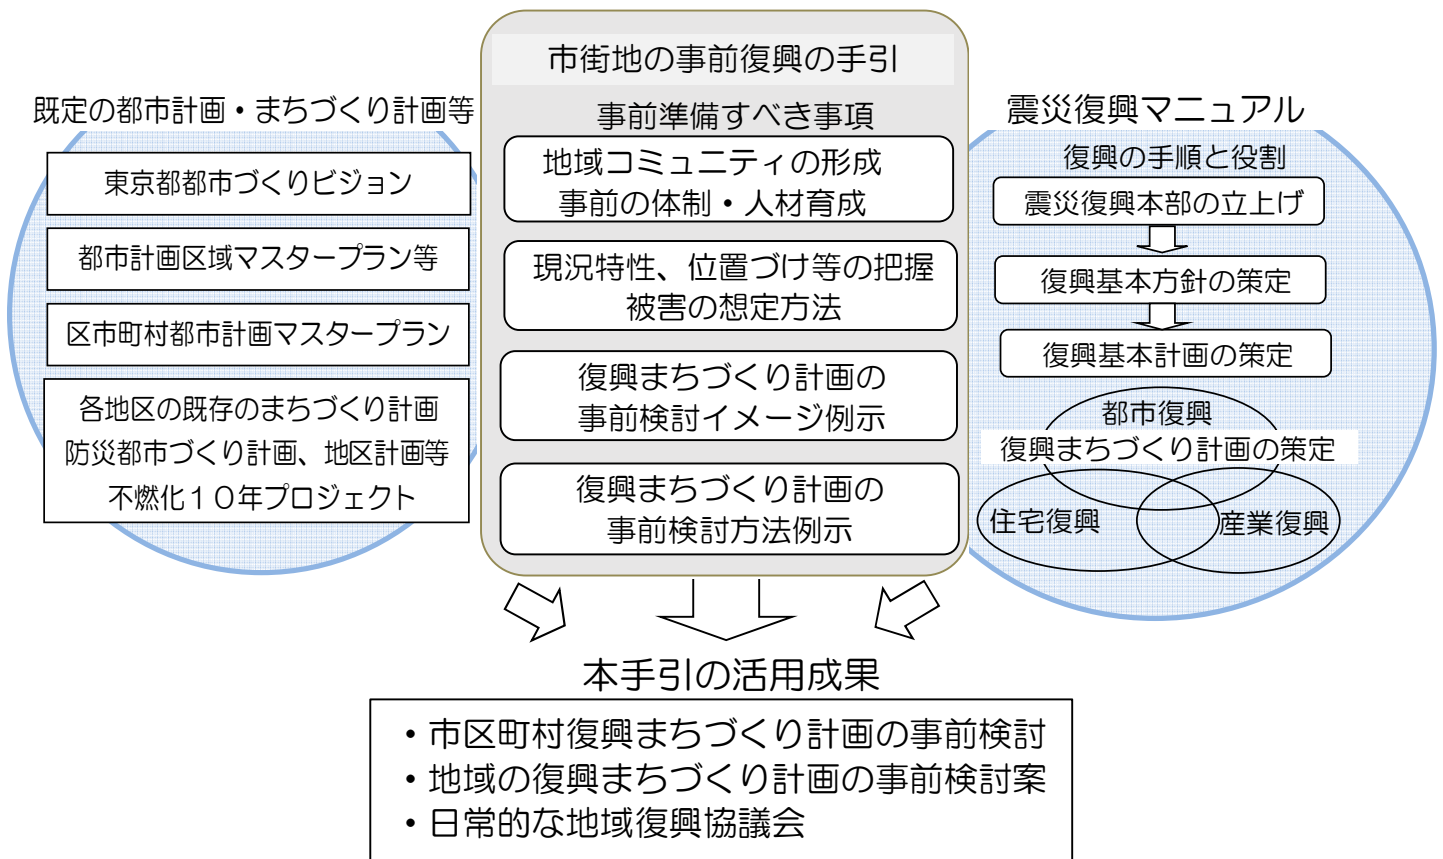 市街地の事前復興の手引
事前準備すべき事項
地域コミュニティの形成
事前の体制・人材育成
現況特性、位置づけ等の把握
被害の想定方法
復興まちづくり計画の
事前検討イメージ例示
復興まちづくり計画の
事前検討方法例示
既定の都市計画・まちづくり計画等
東京都都市づくりビジョン
都市計画区域マスタープラン等
区市町村都市計画マスタープラン
各地区の既存のまちづくり計画
防災都市づくり計画、地区計画等
不燃化１０年プロジェクト
震災復興マニュアル
復興の手順と役割
震災復興本部の立上げ
復興基本方針の策定
復興基本計画の策定
都市復興
復興まちづくり計画の策定
住宅復興
産業復興
本手引の活用成果
・市区町村復興まちづくり計画の事前検討
・地域の復興まちづくり計画の事前検討案
・日常的な地域復興協議会